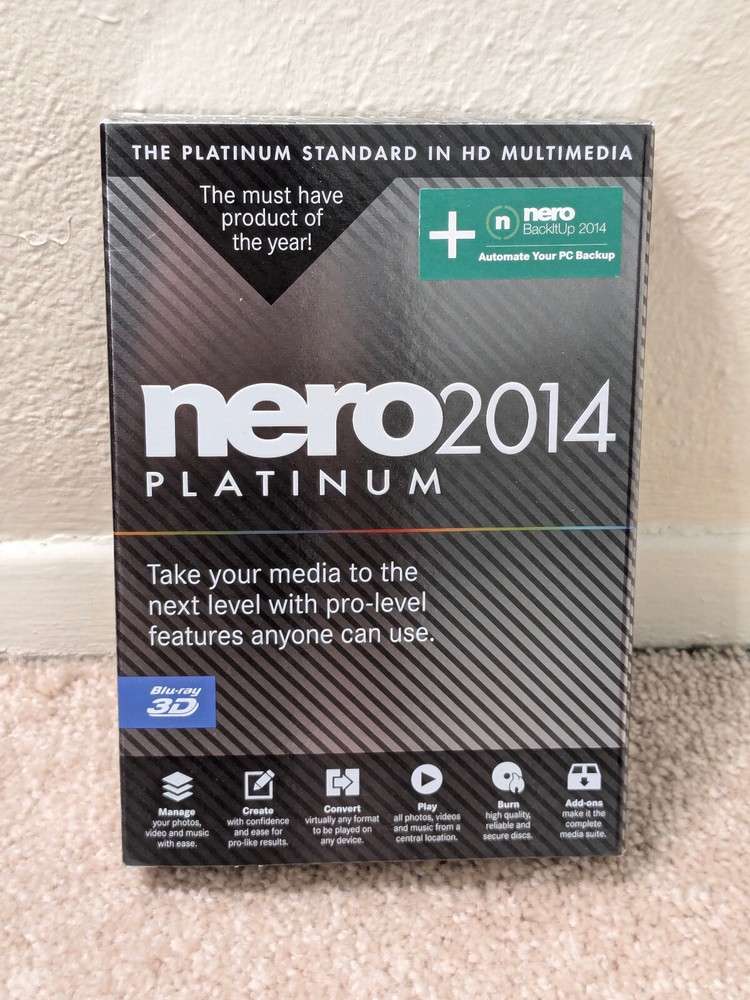 THE PLATINUM STANDARD IN HD MULTIMEDIA
The must have
product of
the year!
+
n
nero
BackItUp 2014
Automate Your PC Backup
nero2014
PLATINUM
Take your media to the
next level with pro-level
features anyone can use.
Blu-ray
3D
Manage
your photos,
video and music
with ease.
Create
with confidence
and ease for
pro-like results.
Convert
virtually any format
to be played on
any device.
Play
all photos, videos
and music from a
central location.
Burn
high quality,
reliable and
secure discs.
Add-ons
make it the
complete
media suite.